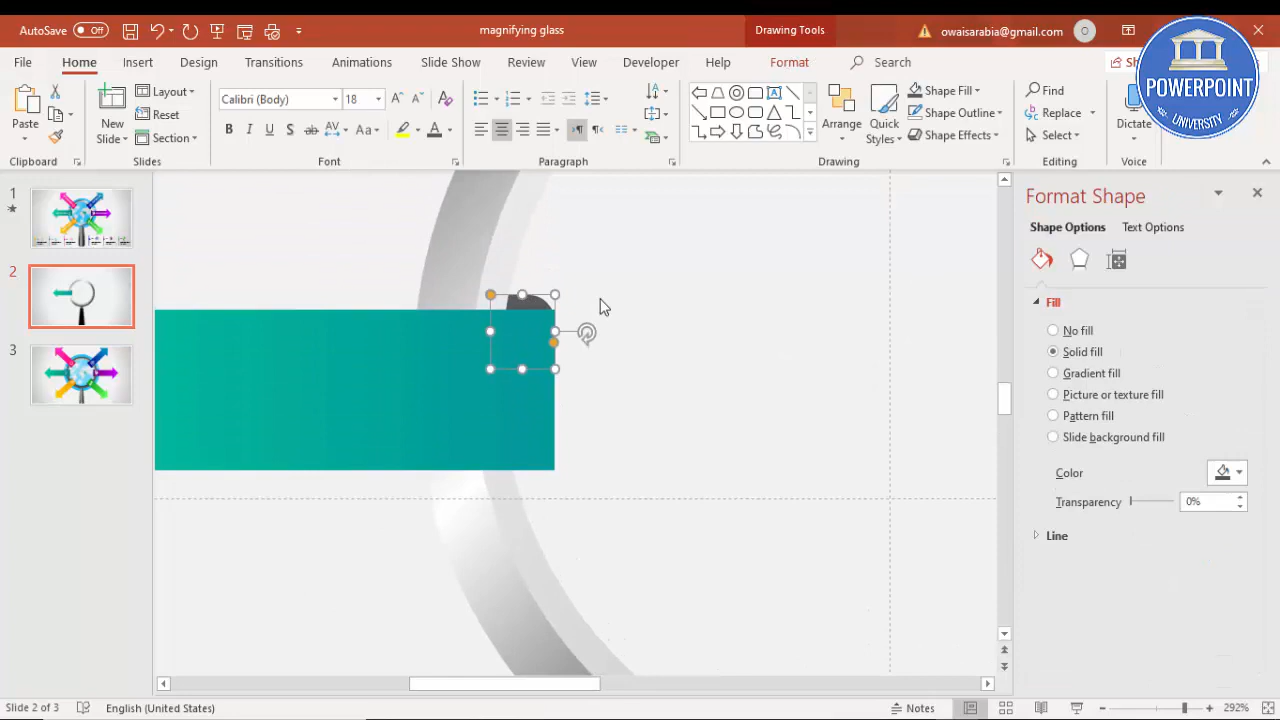 AutoSave Off
magnifying glass
Drawing Tools
owaisarabia@gmail.com
O
File Home Insert Design Transitions Animations Slide Show Review View Developer Help Format Search
POWERPOINT
UNIVERSITY
Paste
Clipboard
New
Slide
Layout
Reset
Section
Slides
Calibri (Body) 18
B I U S ab AV Aa A
Font
Paragraph
Arrange
Quick
Styles
Shape Fill
Shape Outline
Shape Effects
Drawing
Find
Replace
Select
Editing
Dictate
Voice
1
2
3
Format Shape
Shape Options Text Options
Fill
No fill
Solid fill
Gradient fill
Picture or texture fill
Pattern fill
Slide background fill
Color
Transparency 0%
Line
Slide 2 of 3
English (United States)
Notes
292%